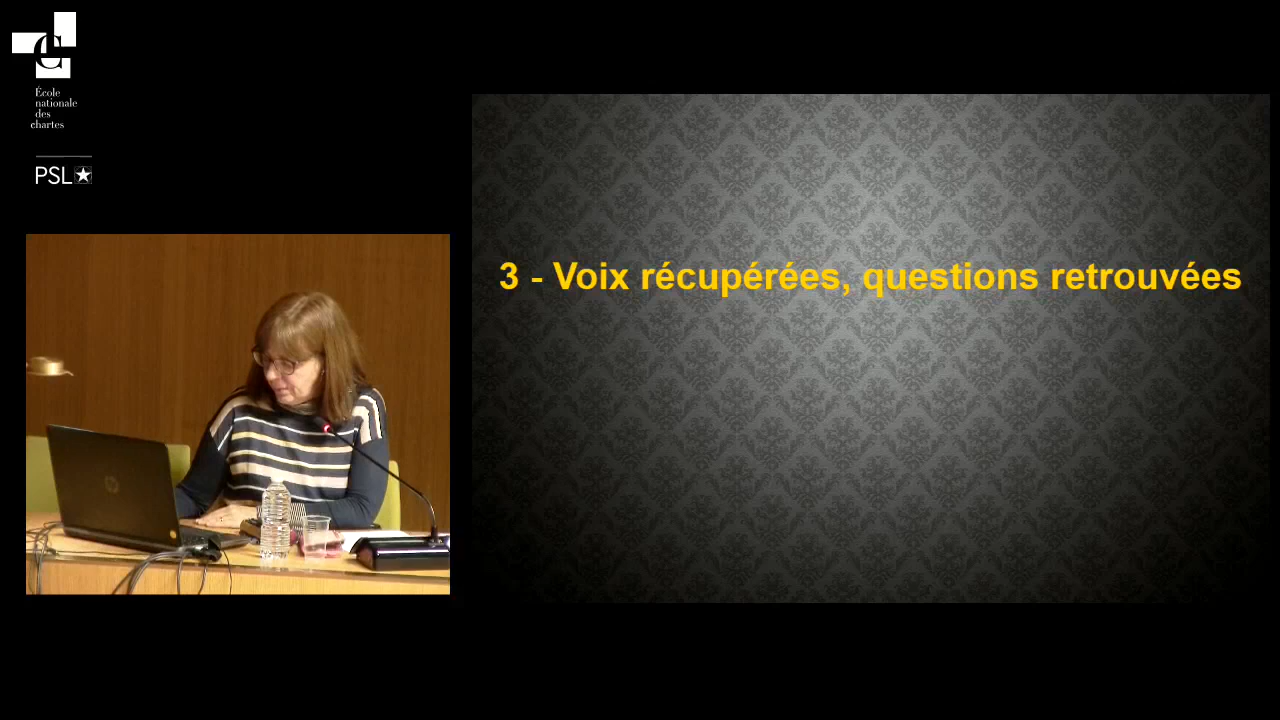 École
nationale
des
chartes
PSL
3 - Voix récupérées, questions retrouvées